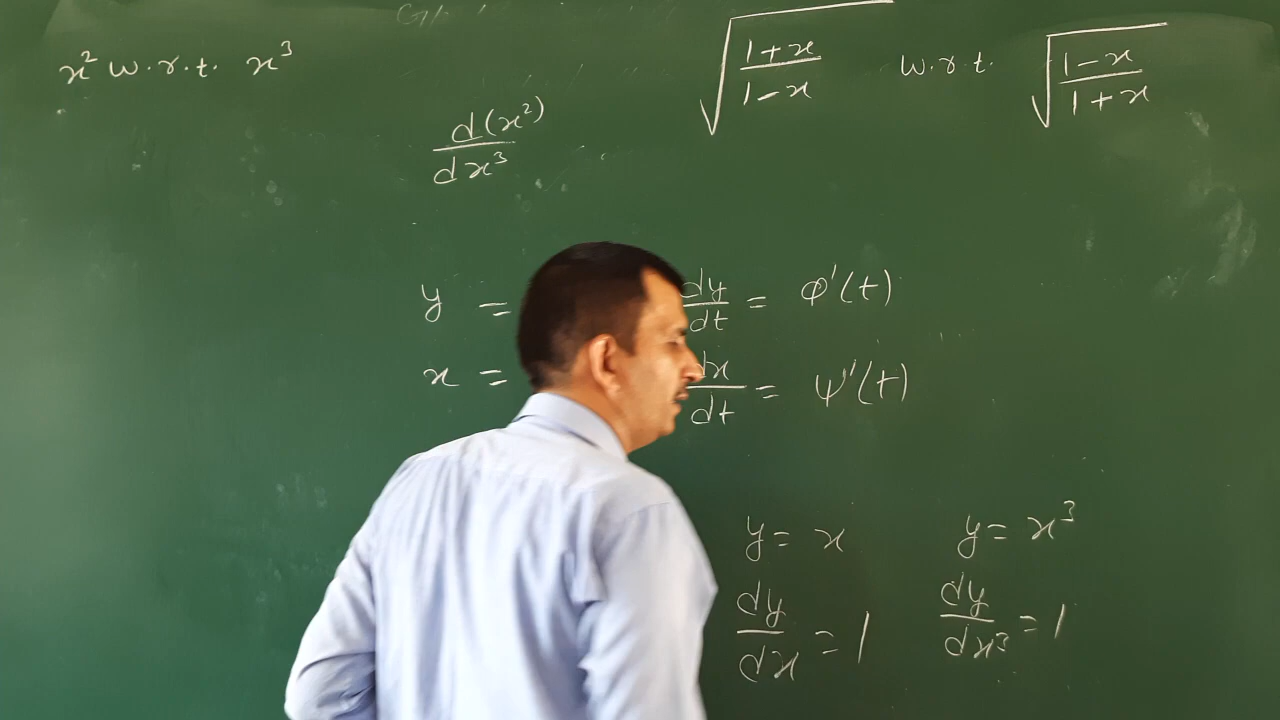 x² w.r.t. x³
d(x²)/dx³
√((1+x)/(1-x)) w.r.t. √((1-x)/(1+x))
y = dy/dt = φ'(t)
x = dx/dt = ψ'(t)
y = x
dy/dx = 1
y = x³
dy/dx³ = 1